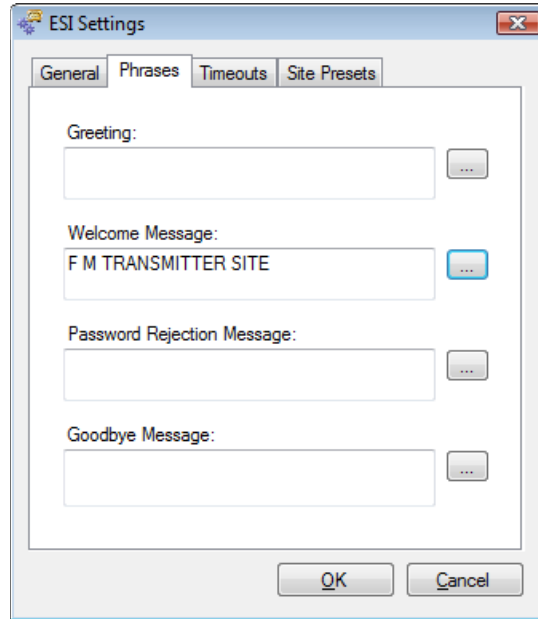 ESI Settings
General Phrases Timeouts Site Presets
Greeting:
...
Welcome Message:
F M TRANSMITTER SITE
...
Password Rejection Message:
...
Goodbye Message:
...
OK Cancel